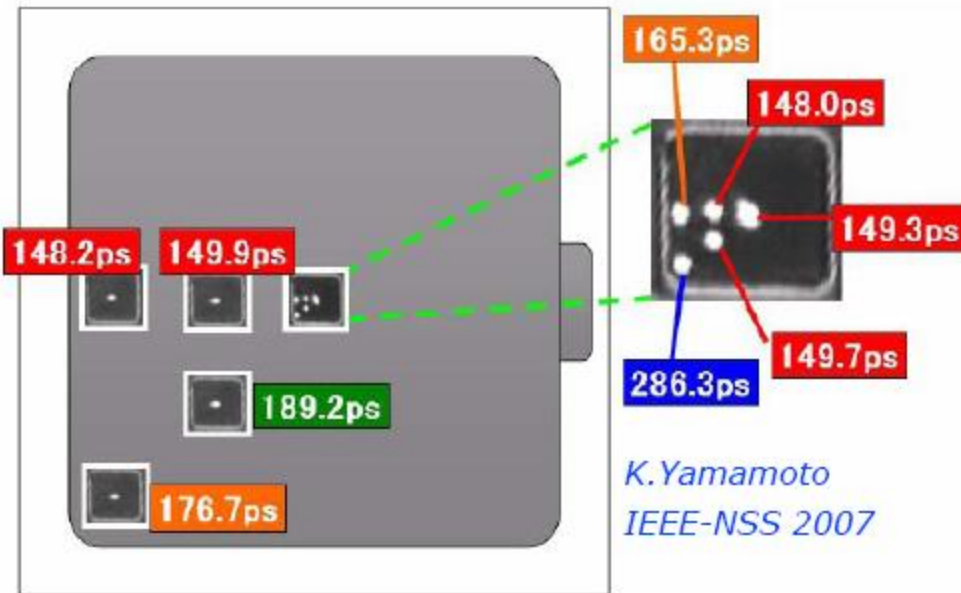 165.3ps
148.0ps
148.2ps
149.9ps
149.3ps
149.7ps
286.3ps
189.2ps
176.7ps
K.Yamamoto
IEEE-NSS 2007